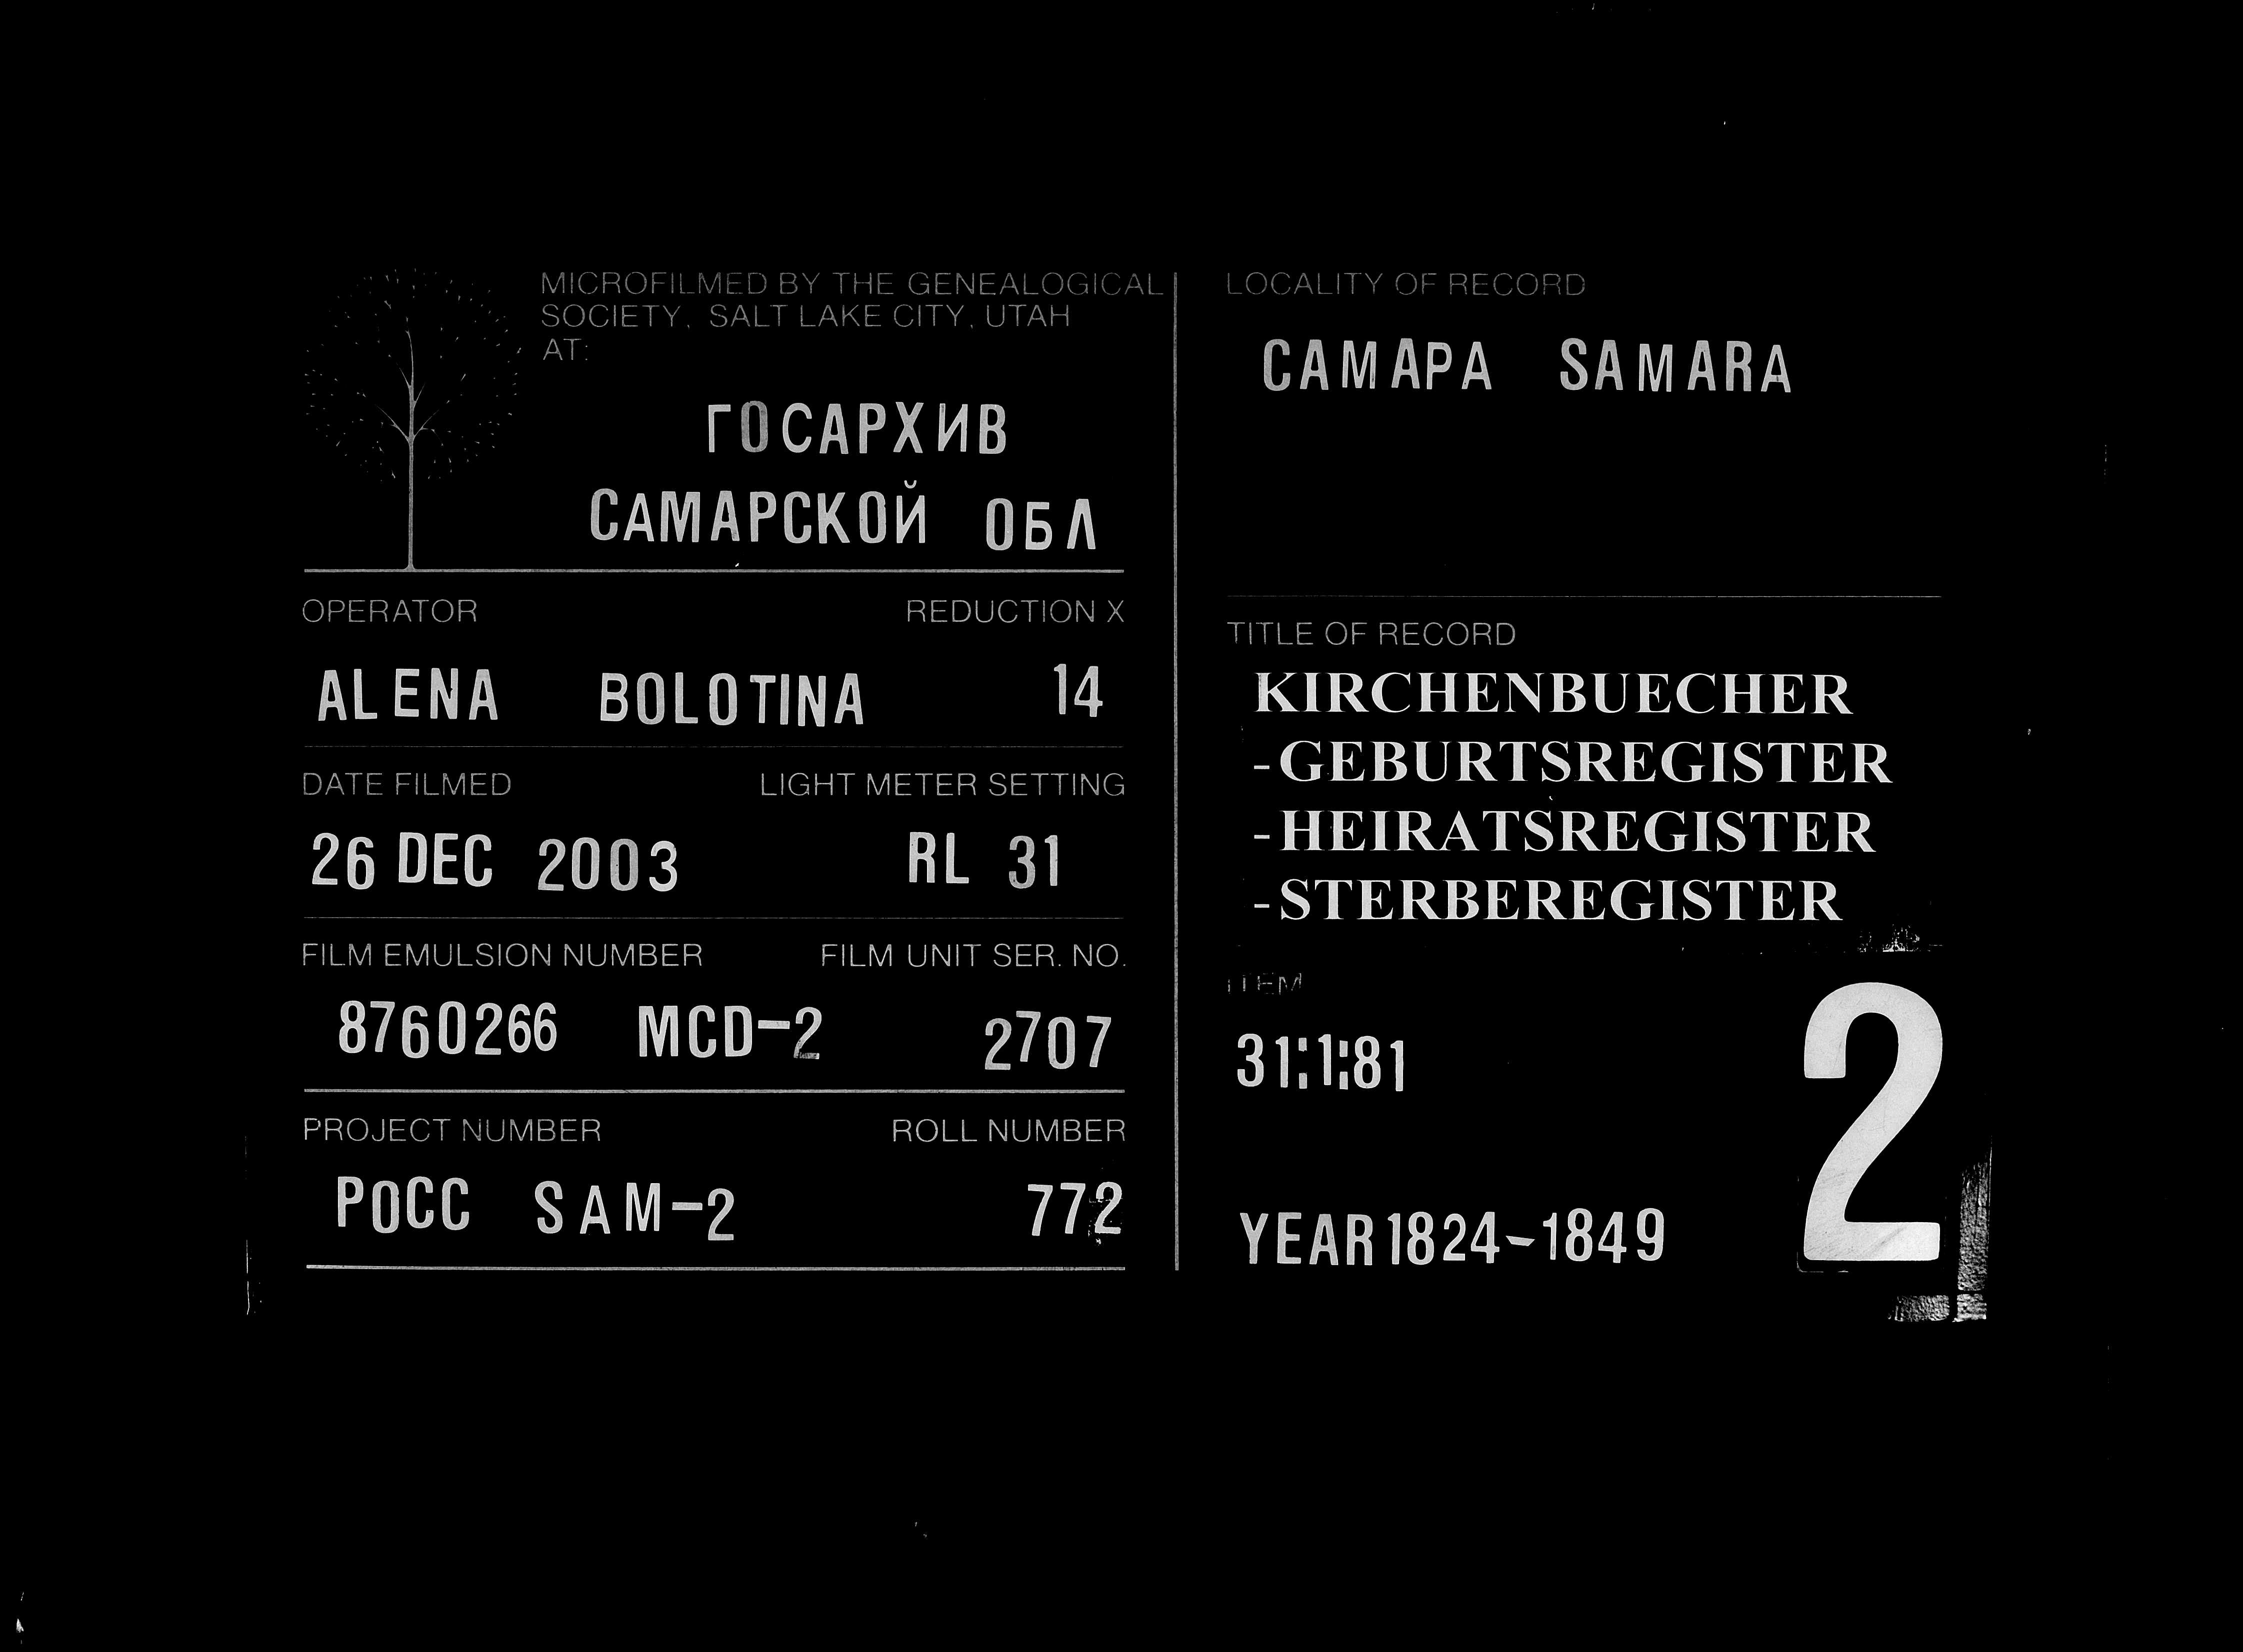 MICROFILMED BY THE GENEALOGICAL
SOCIETY, SALT LAKE CITY, UTAH
AT:
ГОСАРХИВ
САМАРСКОЙ ОБЛ
OPERATOR REDUCTION X
ALENA BOLOTINA 14
DATE FILMED LIGHT METER SETTING
26 DEC 2003 RL 31
FILM EMULSION NUMBER FILM UNIT SER. NO.
8760266 MCD-2 2707
PROJECT NUMBER ROLL NUMBER
РОСС SAM-2 772
LOCALITY OF RECORD
САМАРА SAMARA
TITLE OF RECORD
KIRCHENBUECHER
-GEBURTSREGISTER
-HEIRATSREGISTER
-STERBEREGISTER
ITEM
31:1:81
2
YEAR 1824-1849